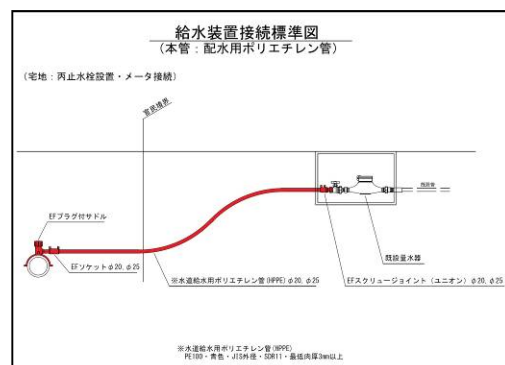 給水装置接続標準図
(本管：配水用ポリエチレン管)
(宅地：丙止水栓設置・メータ接続)
官民境界
既設管
EFプラグ付サドル
EFソケットφ20, φ25
※水道給水用ポリエチレン管(HPPE)φ20, φ25
既設量水器
EFスクリュージョイント（ユニオン）φ20, φ25
※水道給水用ポリエチレン管(HPPE)
PE100・青色・JIS外径・SDR11・最低肉厚3mm以上